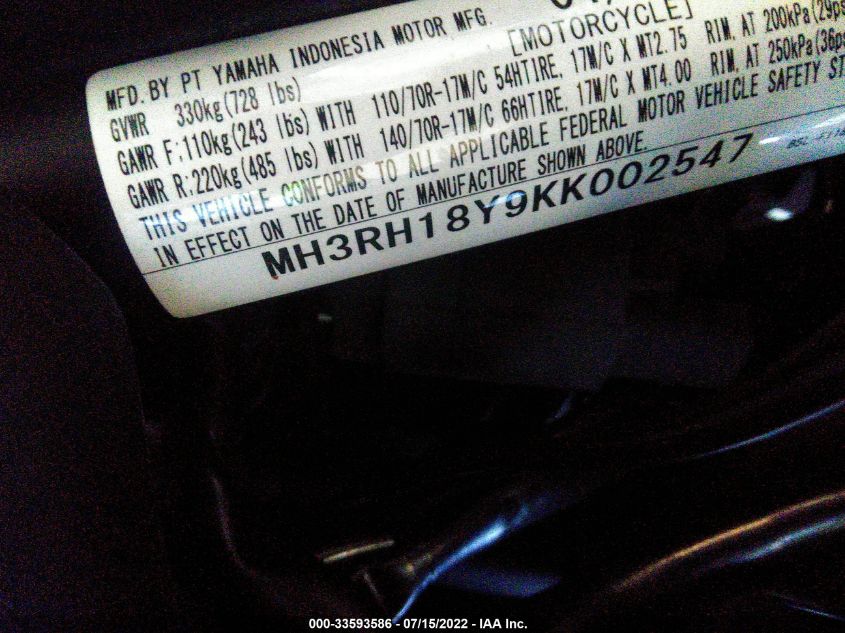 MFD. BY PT YAMAHA INDONESIA MOTOR MFG.
[MOTORCYCLE]
GVWR 330kg(728 lbs)
GAWR F:110kg(243 lbs)WITH 110/70R-17M/C 54HTIRE, 17M/C X MT2.75 RIM, AT 200kPa(29ps
GAWR R:220kg(485 lbs)WITH 140/70R-17M/C 66HTIRE, 17M/C X MT4.00 RIM, AT 250kPa(36ps
THIS VEHICLE CONFORMS TO ALL APPLICABLE FEDERAL MOTOR VEHICLE SAFETY ST
IN EFFECT ON THE DATE OF MANUFACTURE SHOWN ABOVE.
MH3RH18Y9KK002547
000-33593586 - 07/15/2022 - IAA Inc.